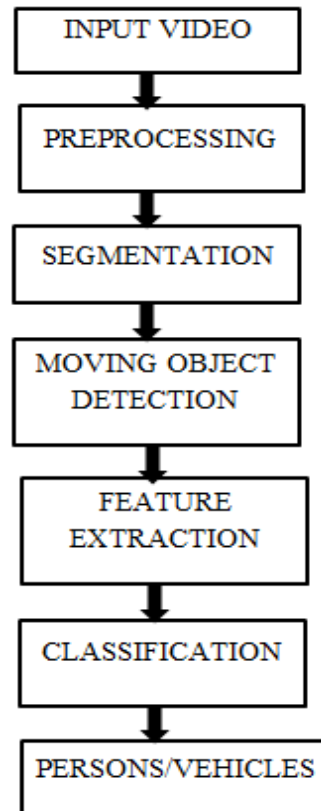 INPUT VIDEO
PREPROCESSING
SEGMENTATION
MOVING OBJECT
DETECTION
FEATURE
EXTRACTION
CLASSIFICATION
PERSONS/VEHICLES